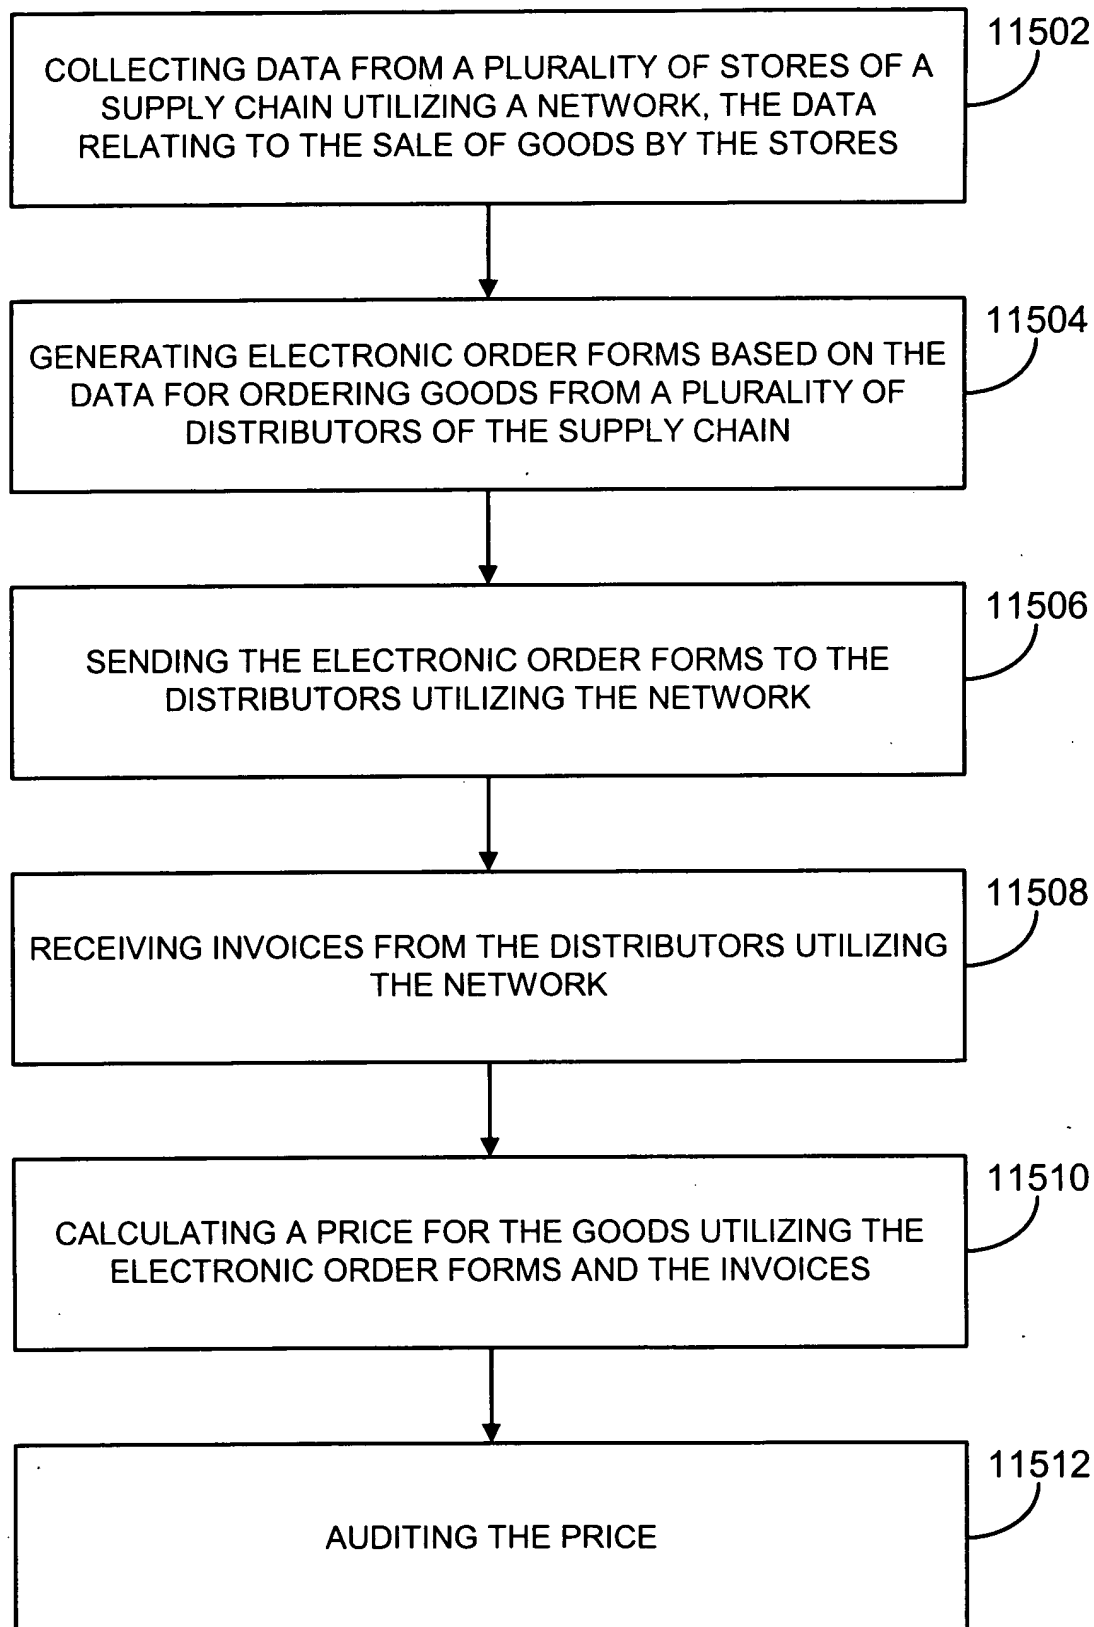 11502
COLLECTING DATA FROM A PLURALITY OF STORES OF A
SUPPLY CHAIN UTILIZING A NETWORK, THE DATA
RELATING TO THE SALE OF GOODS BY THE STORES
11504
GENERATING ELECTRONIC ORDER FORMS BASED ON THE
DATA FOR ORDERING GOODS FROM A PLURALITY OF
DISTRIBUTORS OF THE SUPPLY CHAIN
11506
SENDING THE ELECTRONIC ORDER FORMS TO THE
DISTRIBUTORS UTILIZING THE NETWORK
11508
RECEIVING INVOICES FROM THE DISTRIBUTORS UTILIZING
THE NETWORK
11510
CALCULATING A PRICE FOR THE GOODS UTILIZING THE
ELECTRONIC ORDER FORMS AND THE INVOICES
11512
AUDITING THE PRICE